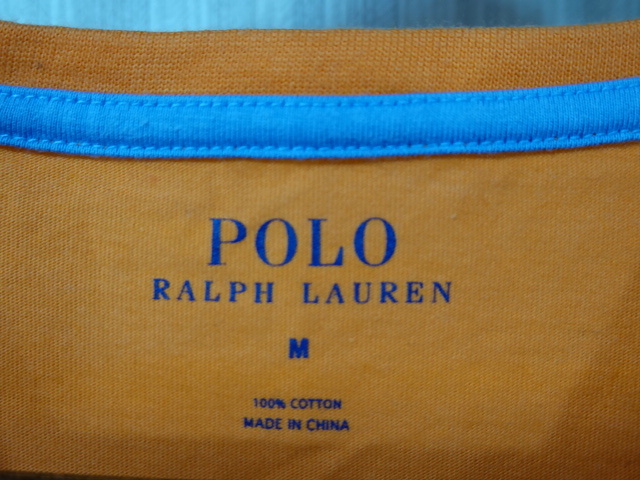 POLO
RALPH LAUREN
M
100% COTTON
MADE IN CHINA